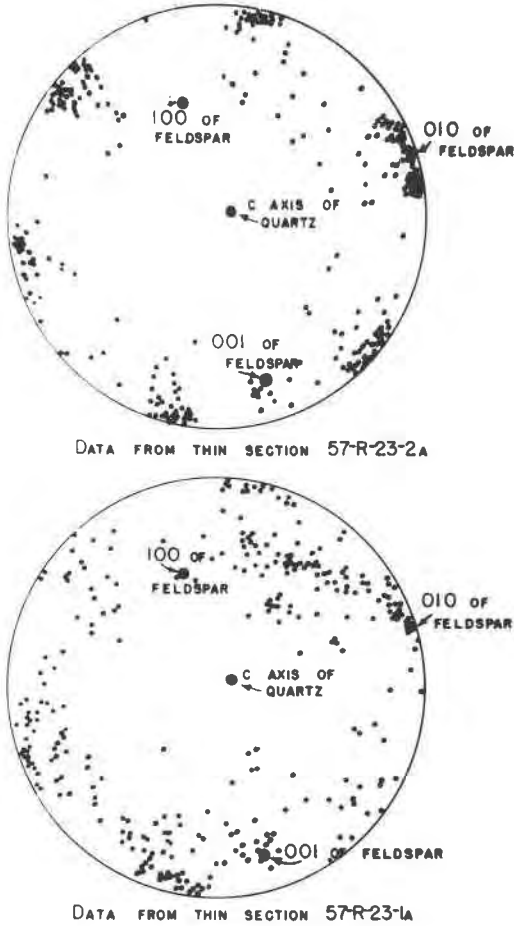 100 OF
FELDSPAR
010 OF
FELDSPAR
C AXIS OF
QUARTZ
001 OF
FELDSPAR
DATA FROM THIN SECTION 57-R-23-2A
100 OF
FELDSPAR
010 OF
FELDSPAR
C AXIS OF
QUARTZ
001 OF FELDSPAR
DATA FROM THIN SECTION 57-R-23-1A